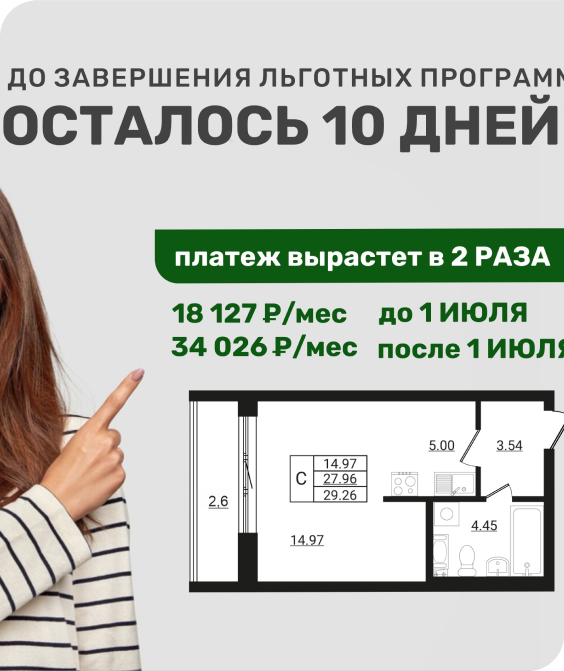 ДО ЗАВЕРШЕНИЯ ЛЬГОТНЫХ ПРОГРАММ
ОСТАЛОСЬ 10 ДНЕЙ
платеж вырастет в 2 РАЗА
18 127 ₽/мес до 1 ИЮЛЯ
34 026 ₽/мес после 1 ИЮЛЯ
5.00 3.54
С 14.97
27.96
29.26
2,6
4.45
14.97